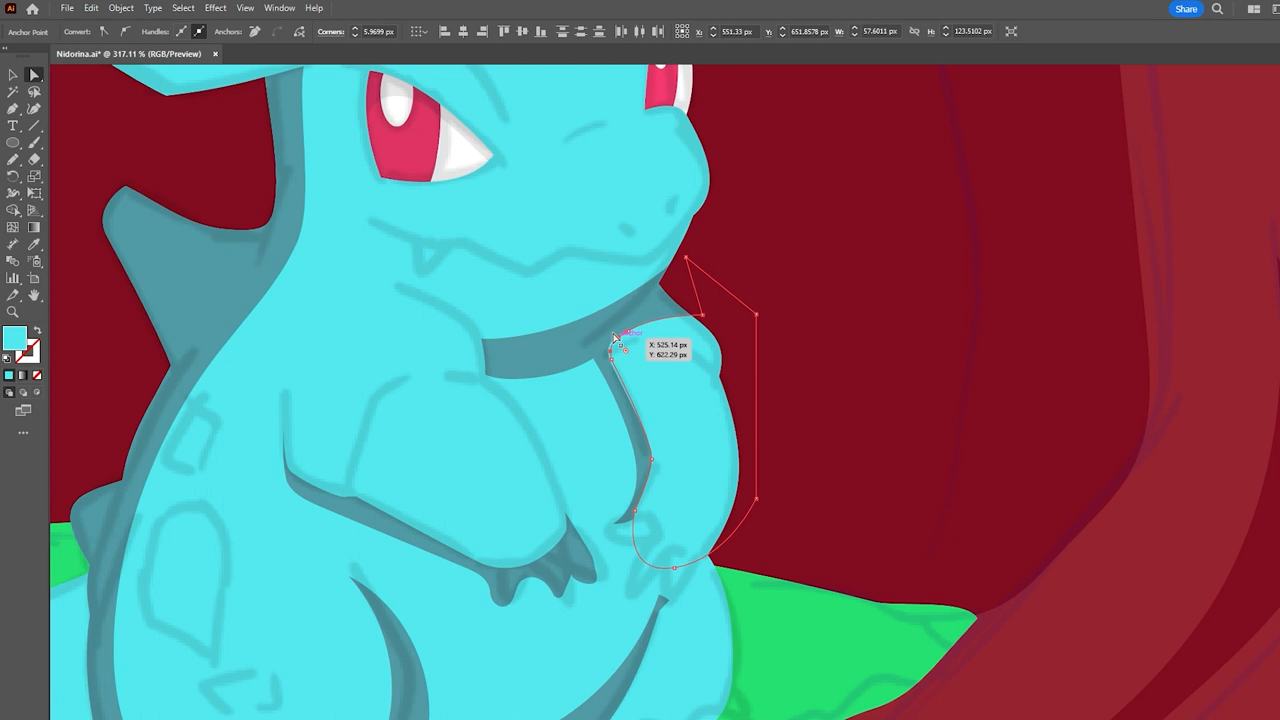 Ai File Edit Object Type Select Effect View Window Help Share
Anchor Point Convert: Handles: Anchors: Corners: 5.9699 px X: 551.33 px Y: 651.8578 px W: 57.6011 px H: 123.5102 px
Nidorina.ai* @ 317.11 % (RGB/Preview) ×
X: 525.14 px
Y: 622.29 px